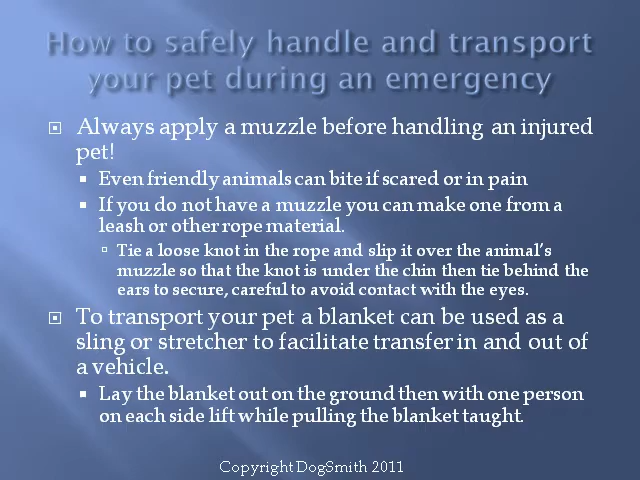 How to safely handle and transport
your pet during an emergency
Always apply a muzzle before handling an injured
pet!
Even friendly animals can bite if scared or in pain
If you do not have a muzzle you can make one from a
leash or other rope material.
Tie a loose knot in the rope and slip it over the animal's
muzzle so that the knot is under the chin then tie behind the
ears to secure, careful to avoid contact with the eyes.
To transport your pet a blanket can be used as a
sling or stretcher to facilitate transfer in and out of
a vehicle.
Lay the blanket out on the ground then with one person
on each side lift while pulling the blanket taught.
Copyright DogSmith 2011